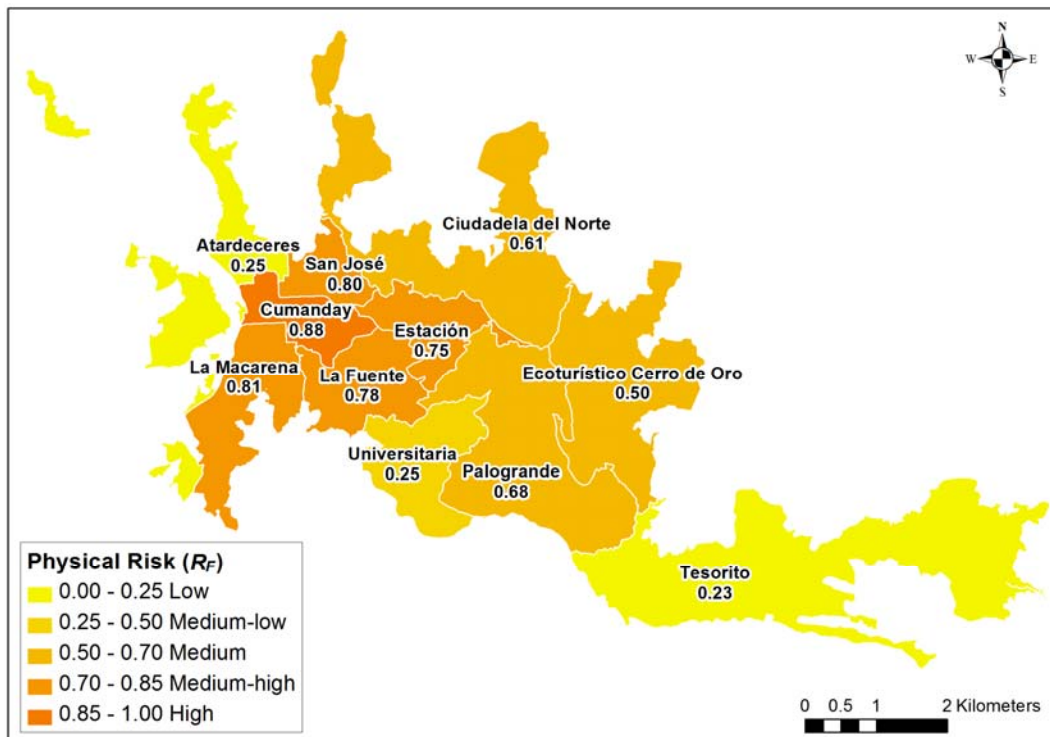 N
W E
S
Ciudadela del Norte
0.61
Atardeceres
0.25
San José
0.80
Cumanday
0.88
Estación
0.75
La Macarena
0.81
La Fuente
0.78
Ecoturístico Cerro de Oro
0.50
Universitaria
0.25
Palogrande
0.68
Tesorito
0.23
Physical Risk (RF)
0.00 - 0.25 Low
0.25 - 0.50 Medium-low
0.50 - 0.70 Medium
0.70 - 0.85 Medium-high
0.85 - 1.00 High
0 0.5 1 2 Kilometers